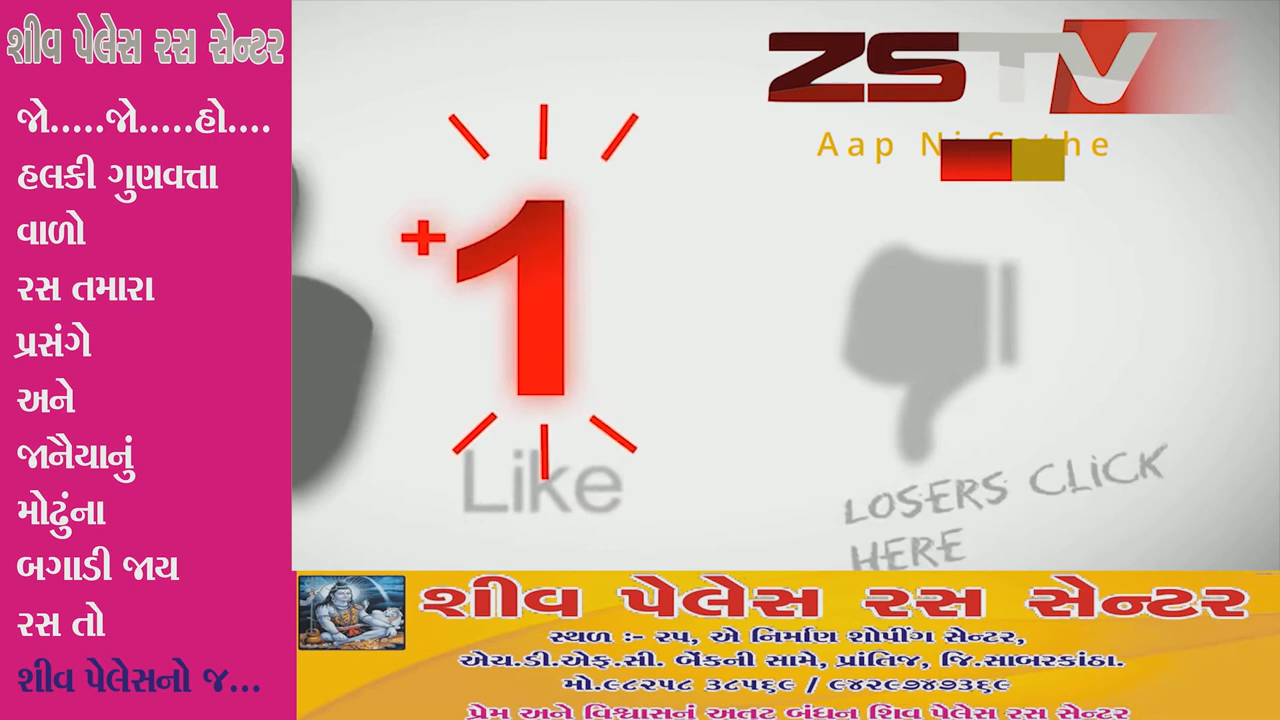 શીવ પેલેસ રસ સેન્ટર
જો.....જો.....હો....
હલકી ગુણવત્તા
વાળો
રસ તમારા
પ્રસંગે
અને
જાનૈયાનું
મોઢુંના
બગાડી જાય
રસ તો
શીવ પેલેસનો જ...
ZSTV
Aap Ni Sathe
+1
Like
LOSERS CLiCK
HERE
શીવ પેલેસ રસ સેન્ટર
સ્થળ :- ૨૫, એ નિર્માણ શોપીંગ સેન્ટર,
એચ.ડી.એફ.સી. બેંકની સામે, પ્રાંતિજ, જિ.સાબરકાંઠા.
મો.૯૮૨૫૮ ૩૮૫૬૯ / ૯૪૨૯૭૪૭૩૬૯
પ્રેમ અને વિશ્વાસનં અતટ બંધન શિવ પેલેસ રસ સેન્ટર